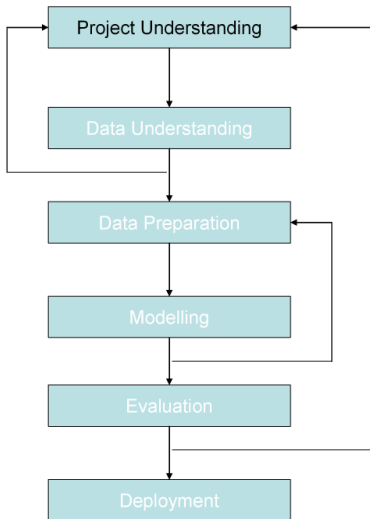 Project Understanding
Data Understanding
Data Preparation
Modelling
Evaluation
Deployment